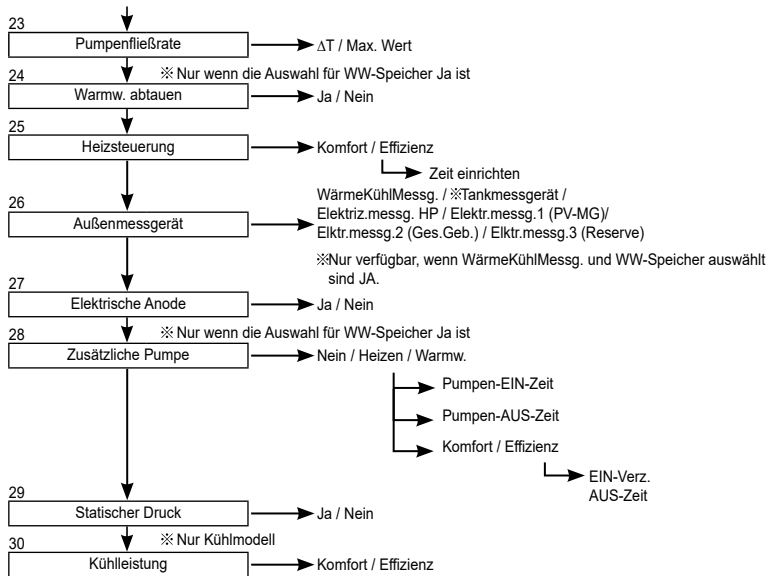 23
Pumpenfließrate
ΔT / Max. Wert
※ Nur wenn die Auswahl für WW-Speicher Ja ist
24
Warmw. abtauen
Ja / Nein
25
Heizsteuerung
Komfort / Effizienz
Zeit einrichten
26
Außenmessgerät
WärmeKühlMessg. / ※Tankmessgerät /
Elektriz.messg. HP / Elektr.messg.1 (PV-MG)/
Elktr.messg.2 (Ges.Geb.) / Elktr.messg.3 (Reserve)
※Nur verfügbar, wenn WärmeKühlMessg. und WW-Speicher auswählt
sind JA.
27
Elektrische Anode
Ja / Nein
※ Nur wenn die Auswahl für WW-Speicher Ja ist
28
Zusätzliche Pumpe
Nein / Heizen / Warmw.
Pumpen-EIN-Zeit
Pumpen-AUS-Zeit
Komfort / Effizienz
EIN-Verz.
AUS-Zeit
29
Statischer Druck
Ja / Nein
※ Nur Kühlmodell
30
Kühlleistung
Komfort / Effizienz